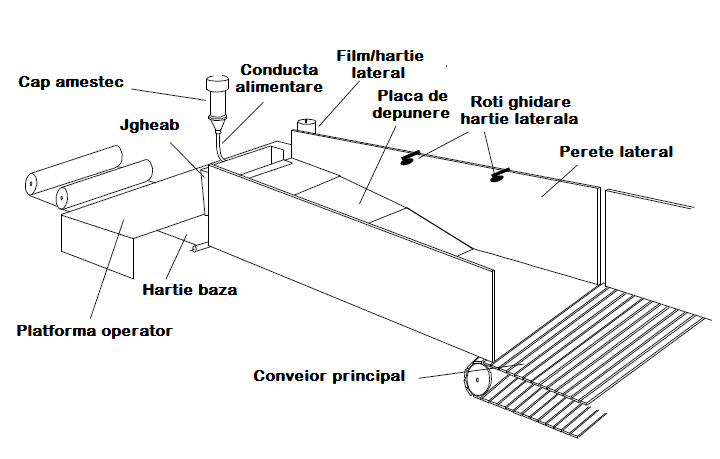 Film/hartie
lateral
Conducta
alimentare
Cap amestec
Placa de
depunere
Roti ghidare
hartie laterala
Jgheab
Perete lateral
Hartie baza
Platforma operator
Conveior principal